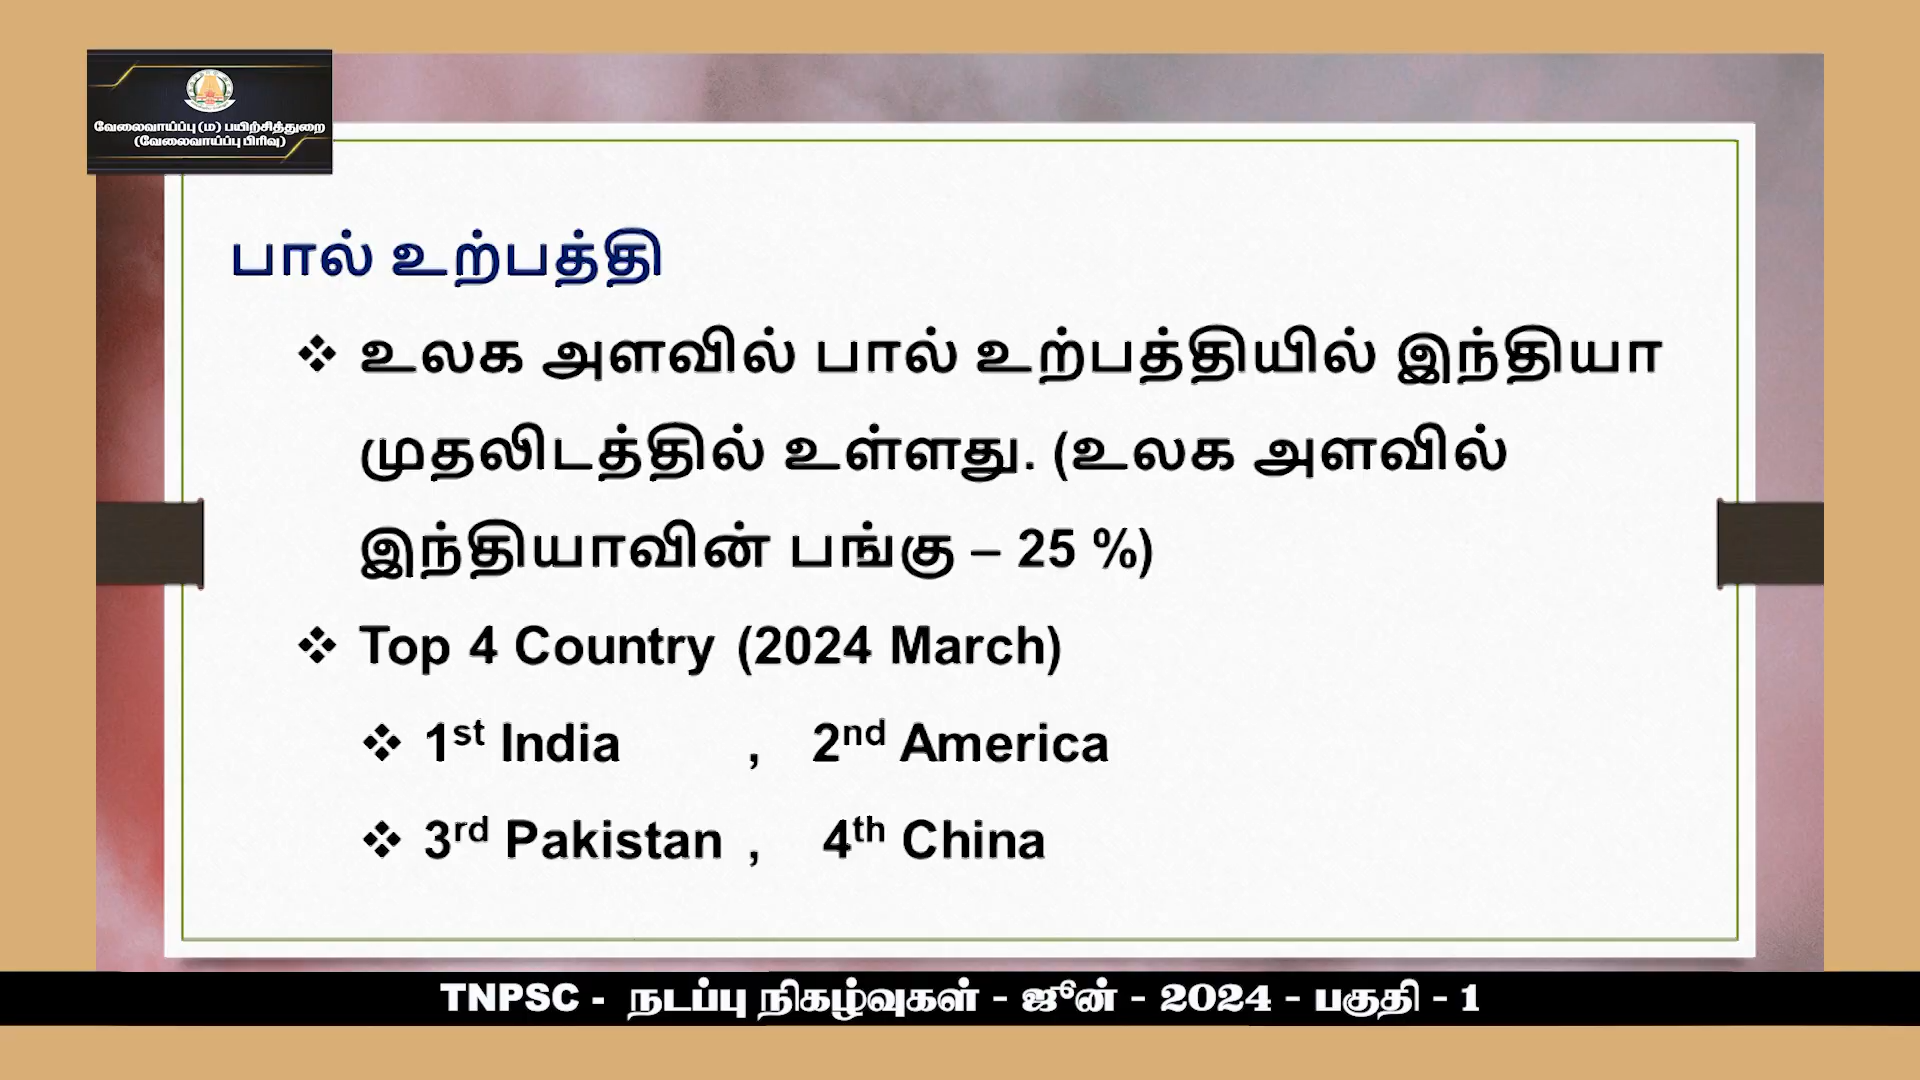 வேலைவாய்ப்பு (ம) பயிற்சித்துறை
(வேலைவாய்ப்பு பிரிவு)
பால் உற்பத்தி
❖ உலக அளவில் பால் உற்பத்தியில் இந்தியா
முதலிடத்தில் உள்ளது. (உலக அளவில்
இந்தியாவின் பங்கு – 25 %)
❖ Top 4 Country (2024 March)
❖ 1st India , 2nd America
❖ 3rd Pakistan , 4th China
TNPSC - நடப்பு நிகழ்வுகள் - ஜூன் - 2024 - பகுதி - 1